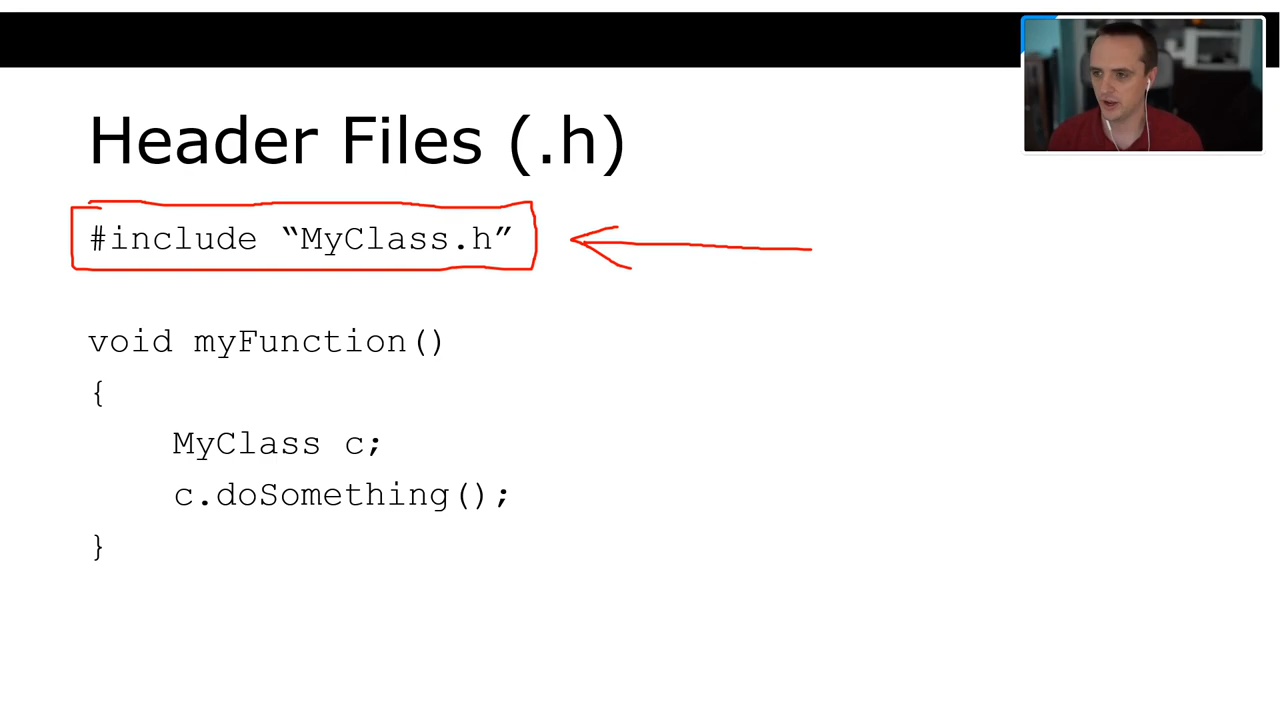 Header Files (.h)
#include “MyClass.h”
void myFunction()
{
    MyClass c;
    c.doSomething();
}